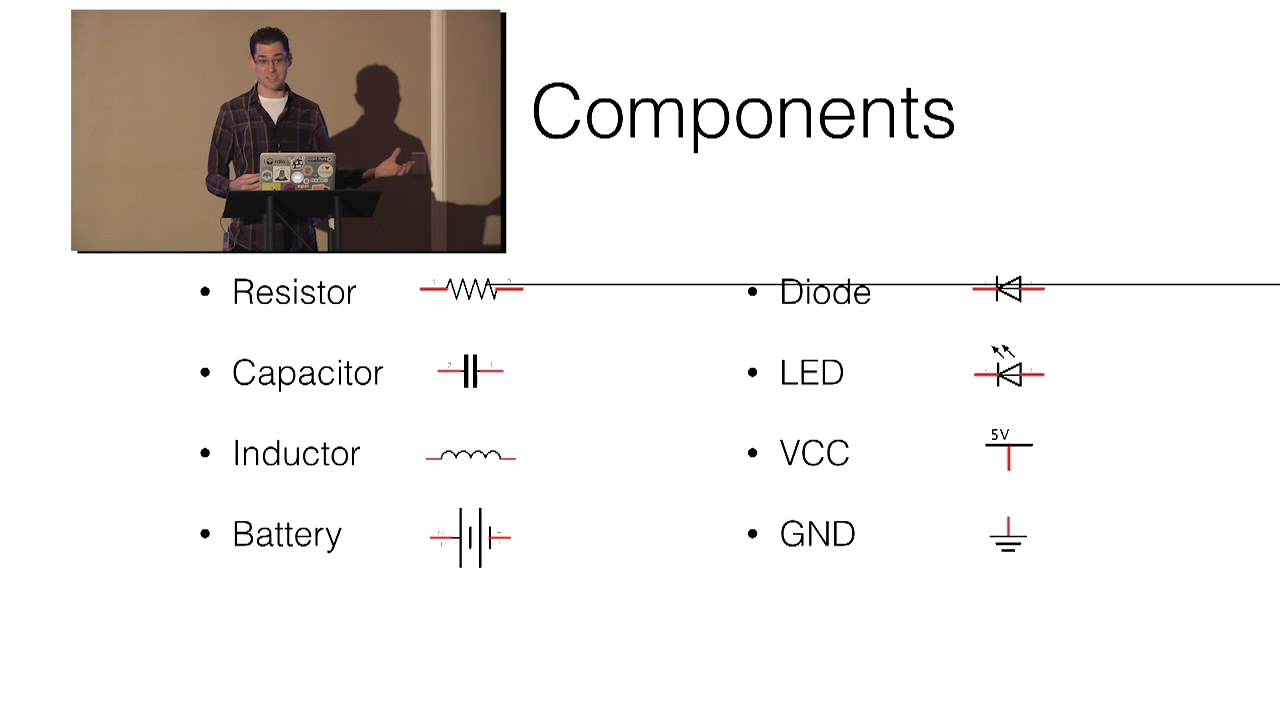 Components
• Resistor
• Capacitor
• Inductor
• Battery
• Diode
• LED
• VCC
5V
• GND